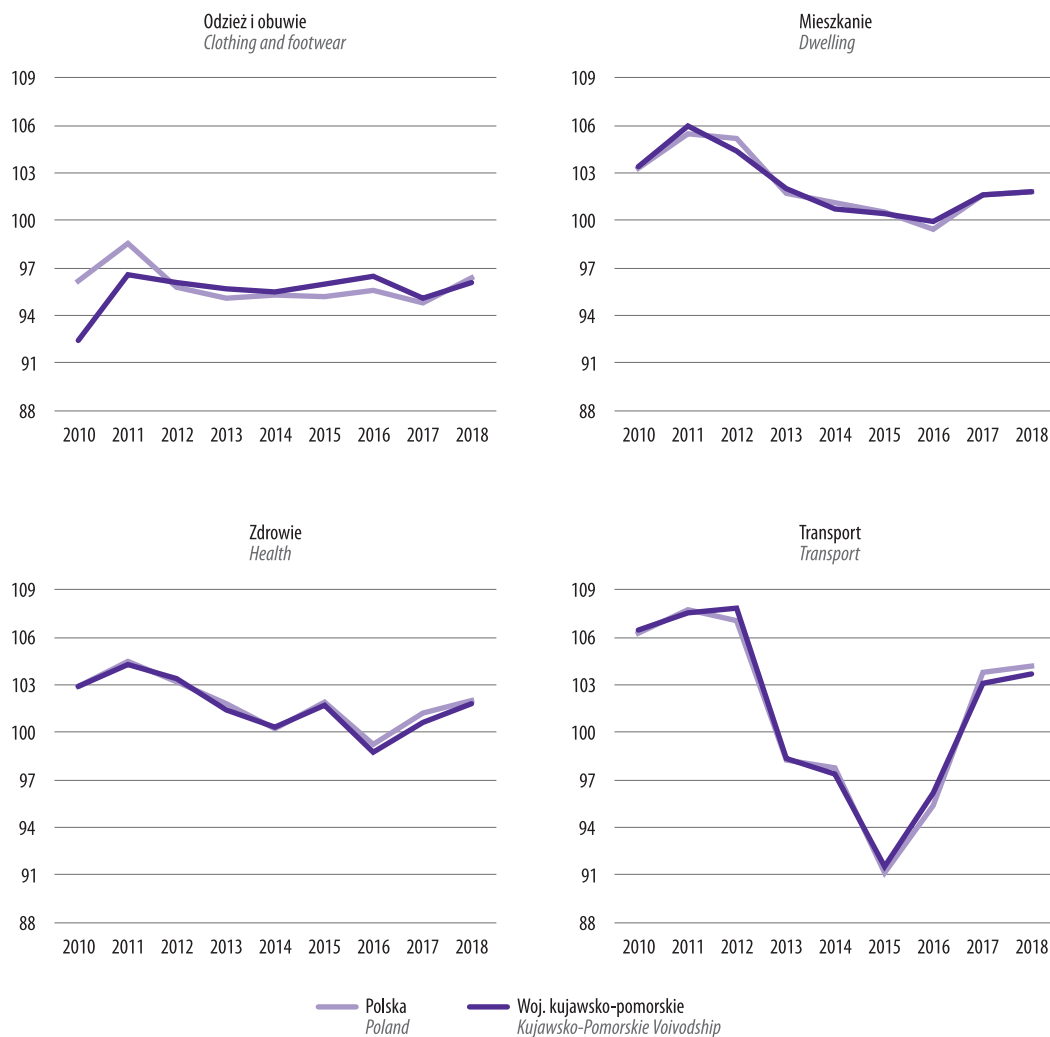 Odzież i obuwie
Clothing and footwear
109
106
103
100
97
94
91
88
2010 2011 2012 2013 2014 2015 2016 2017 2018
Mieszkanie
Dwelling
109
106
103
100
97
94
91
88
2010 2011 2012 2013 2014 2015 2016 2017 2018
Zdrowie
Health
109
106
103
100
97
94
91
88
2010 2011 2012 2013 2014 2015 2016 2017 2018
Transport
Transport
109
106
103
100
97
94
91
88
2010 2011 2012 2013 2014 2015 2016 2017 2018
Polska
Poland
Woj. kujawsko-pomorskie
Kujawsko-Pomorskie Voivodship